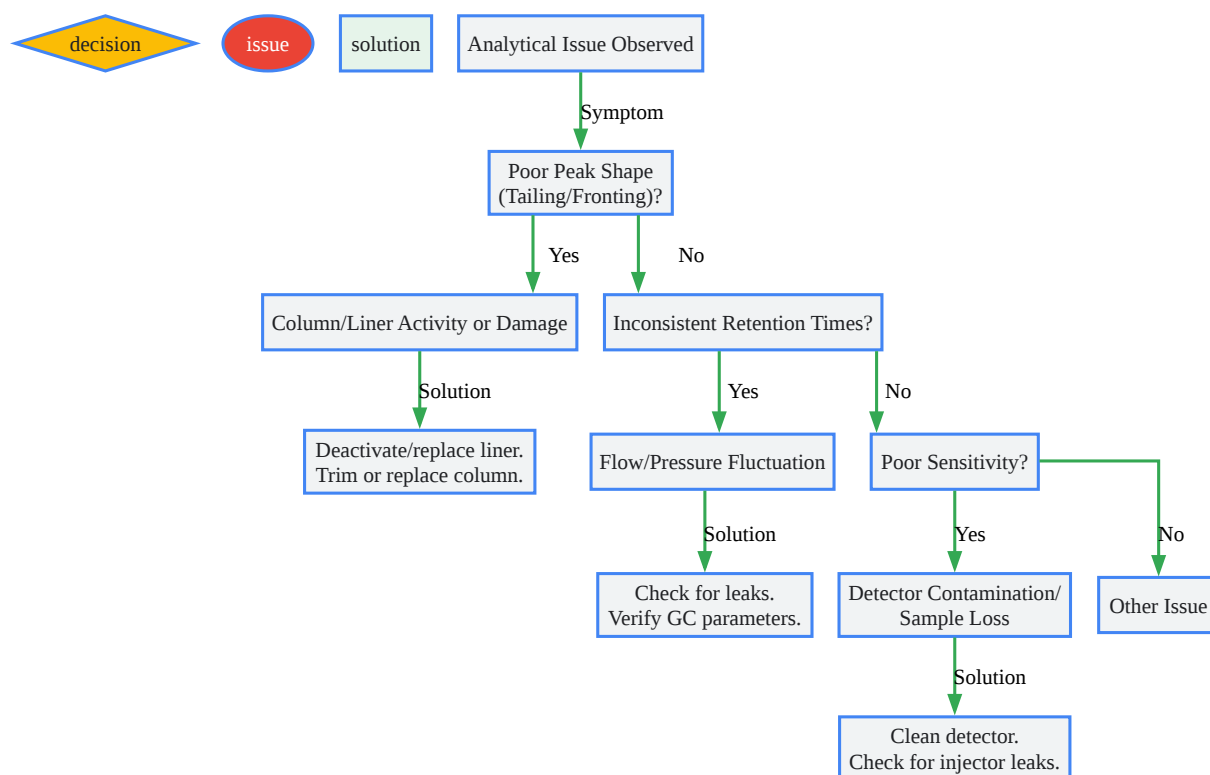 decision
issue
solution
Analytical Issue Observed
Symptom
Poor Peak Shape
(Tailing/Fronting)?
Yes
No
Column/Liner Activity or Damage
Inconsistent Retention Times?
Solution
Yes
No
Deactivate/replace liner.
Trim or replace column.
Flow/Pressure Fluctuation
Poor Sensitivity?
Solution
Yes
No
Check for leaks.
Verify GC parameters.
Detector Contamination/
Sample Loss
Other Issue
Solution
Clean detector.
Check for injector leaks.